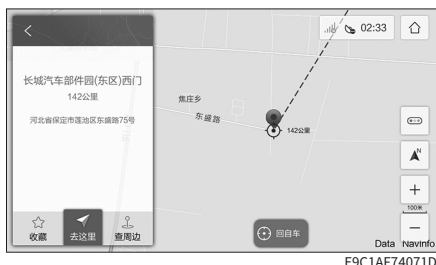 02:33
长城汽车部件园(东区)西门
142公里
河北省保定市莲池区东盛路75号
焦庄乡
东盛路
142公里
N
100米
收藏
去这里
查周边
回自车
Data
Navinfo
E9C1AF74071D